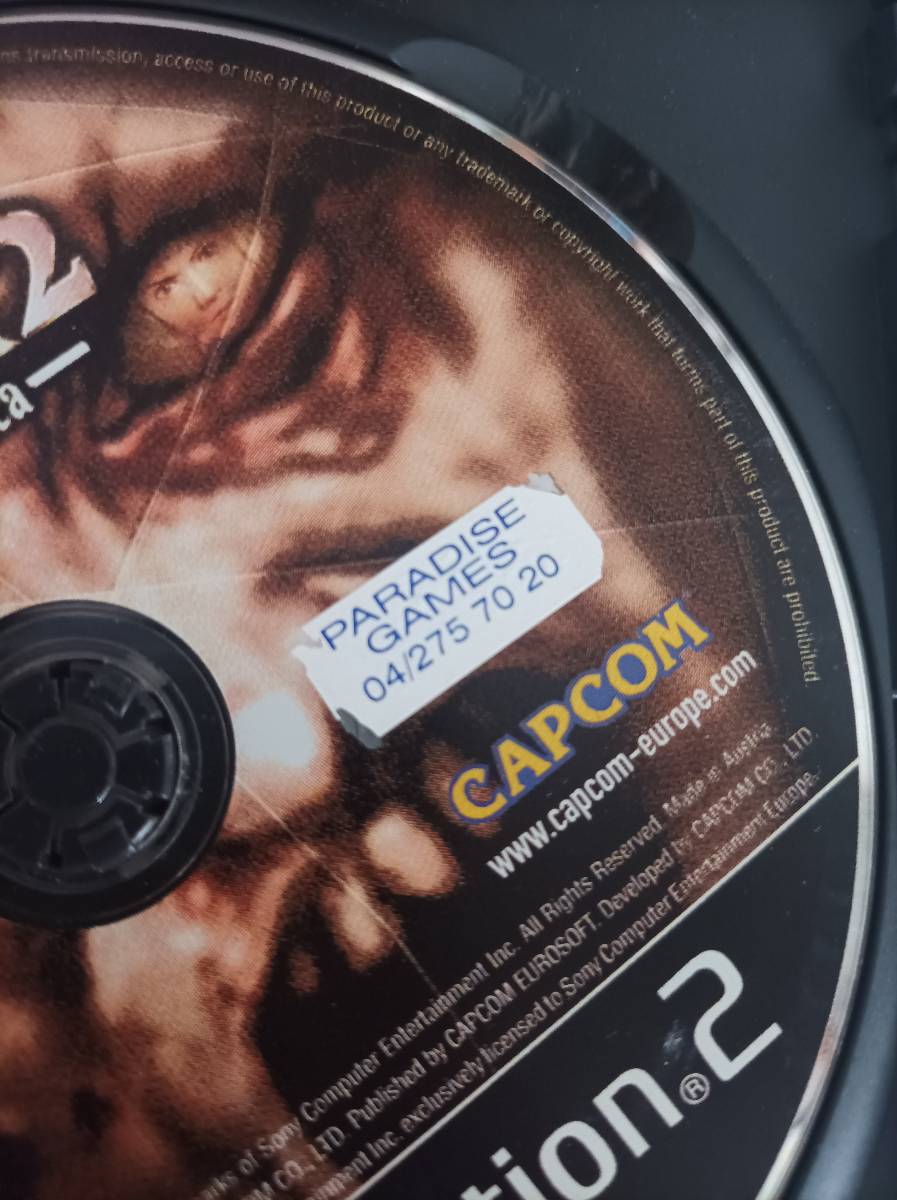 transmission, access or use of this product or any trademark or copyright work that forms part of this product are prohibited.
2
ta
PARADISE
GAMES
04/275 70 20
CAPCOM
www.capcom-europe.com
of Sony Computer Entertainment Inc. All Rights Reserved. Made in Austria
CO., LTD. Published by CAPCOM EUROSOFT. Developed by CAPCOM CO., LTD.
Inc. exclusively licensed to Sony Computer Entertainment Europe.
tion®2